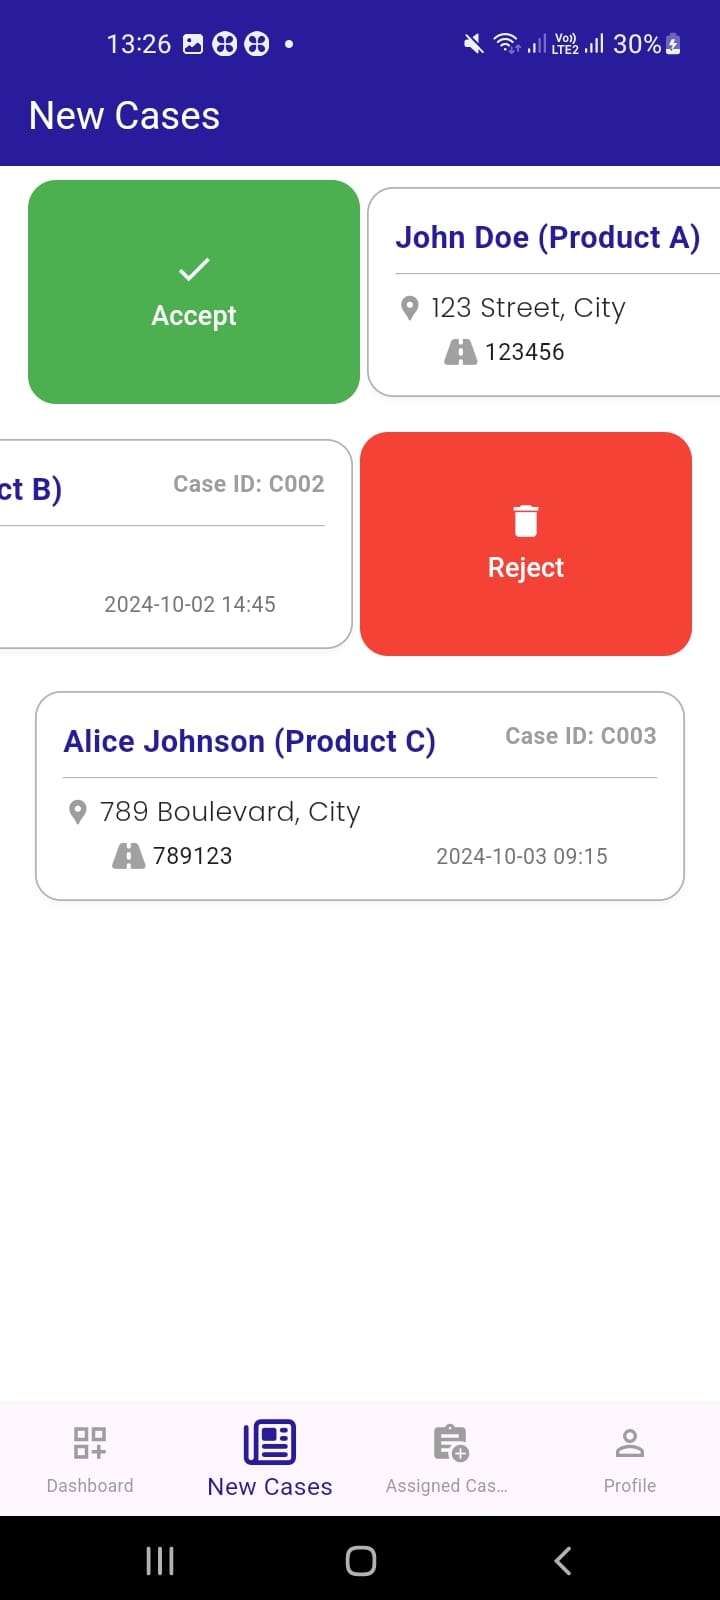 13:26
Vo))
LTE2
30%
New Cases
Accept
John Doe (Product A)
123 Street, City
123456
ct B)
Case ID: C002
2024-10-02 14:45
Reject
Alice Johnson (Product C)
Case ID: C003
789 Boulevard, City
789123
2024-10-03 09:15
Dashboard
New Cases
Assigned Cas...
Profile